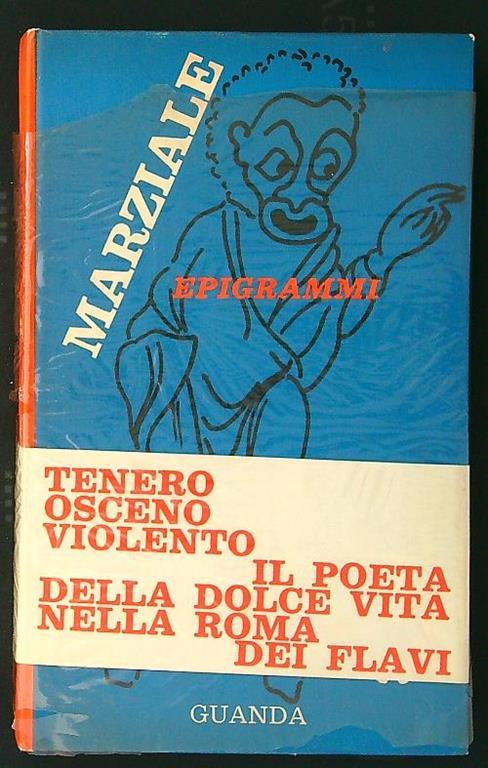 MARZIALE
EPIGRAMMI
TENERO
OSCENO
VIOLENTO
IL POETA
DELLA DOLCE VITA
NELLA ROMA
DEI FLAVI
GUANDA